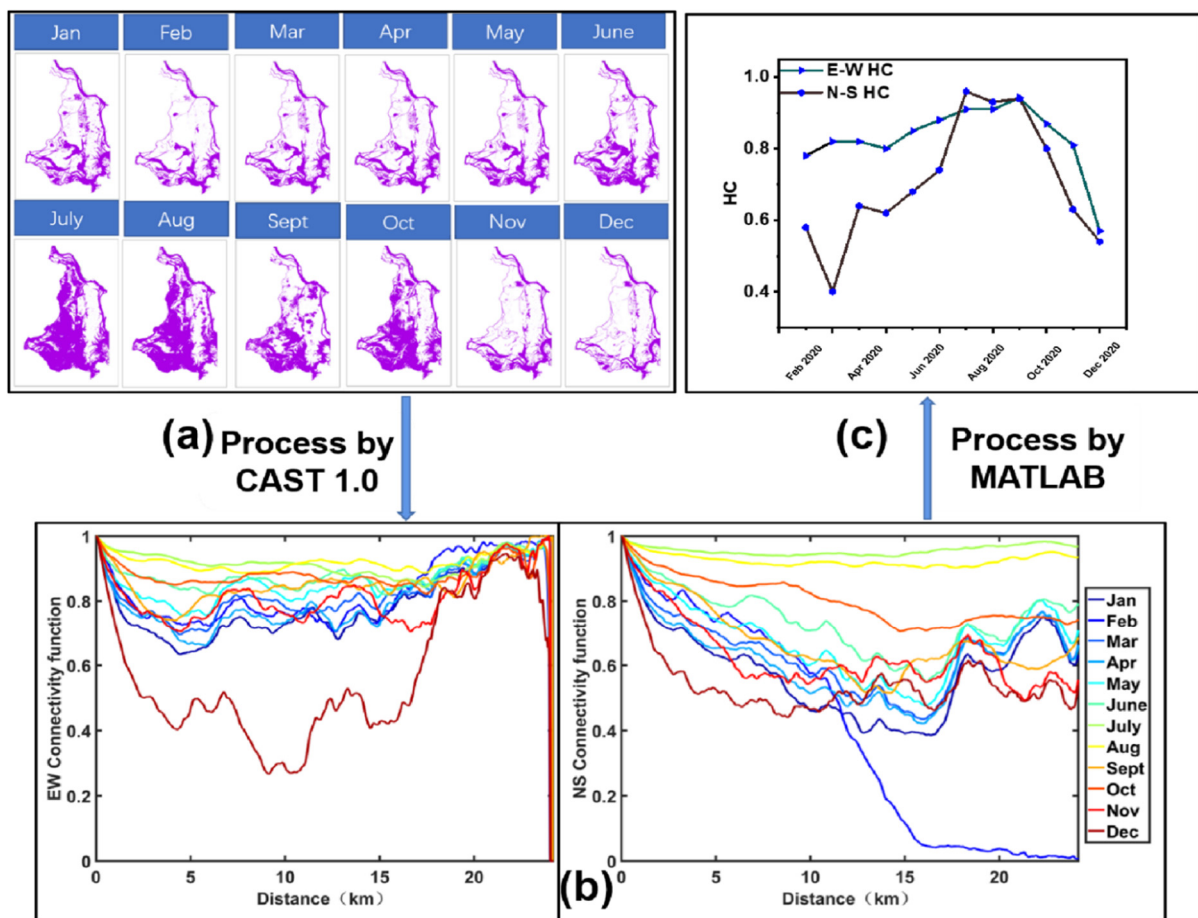 Jan Feb Mar Apr May June
July Aug Sept Oct Nov Dec
E-W HC
N-S HC
1.0
0.8
0.6
0.4
HC
Feb 2020 Apr 2020 Jun 2020 Aug 2020 Oct 2020 Dec 2020
(a) Process by
CAST 1.0
(c) Process by
MATLAB
1
0.8
0.6
0.4
0.2
0
EW Connectivity function
0 5 10 15 20
Distance（km）
1
0.8
0.6
0.4
0.2
0
NS Connectivity function
0 5 10 15 20
Distance（km）
Jan
Feb
Mar
Apr
May
June
July
Aug
Sept
Oct
Nov
Dec
(b)